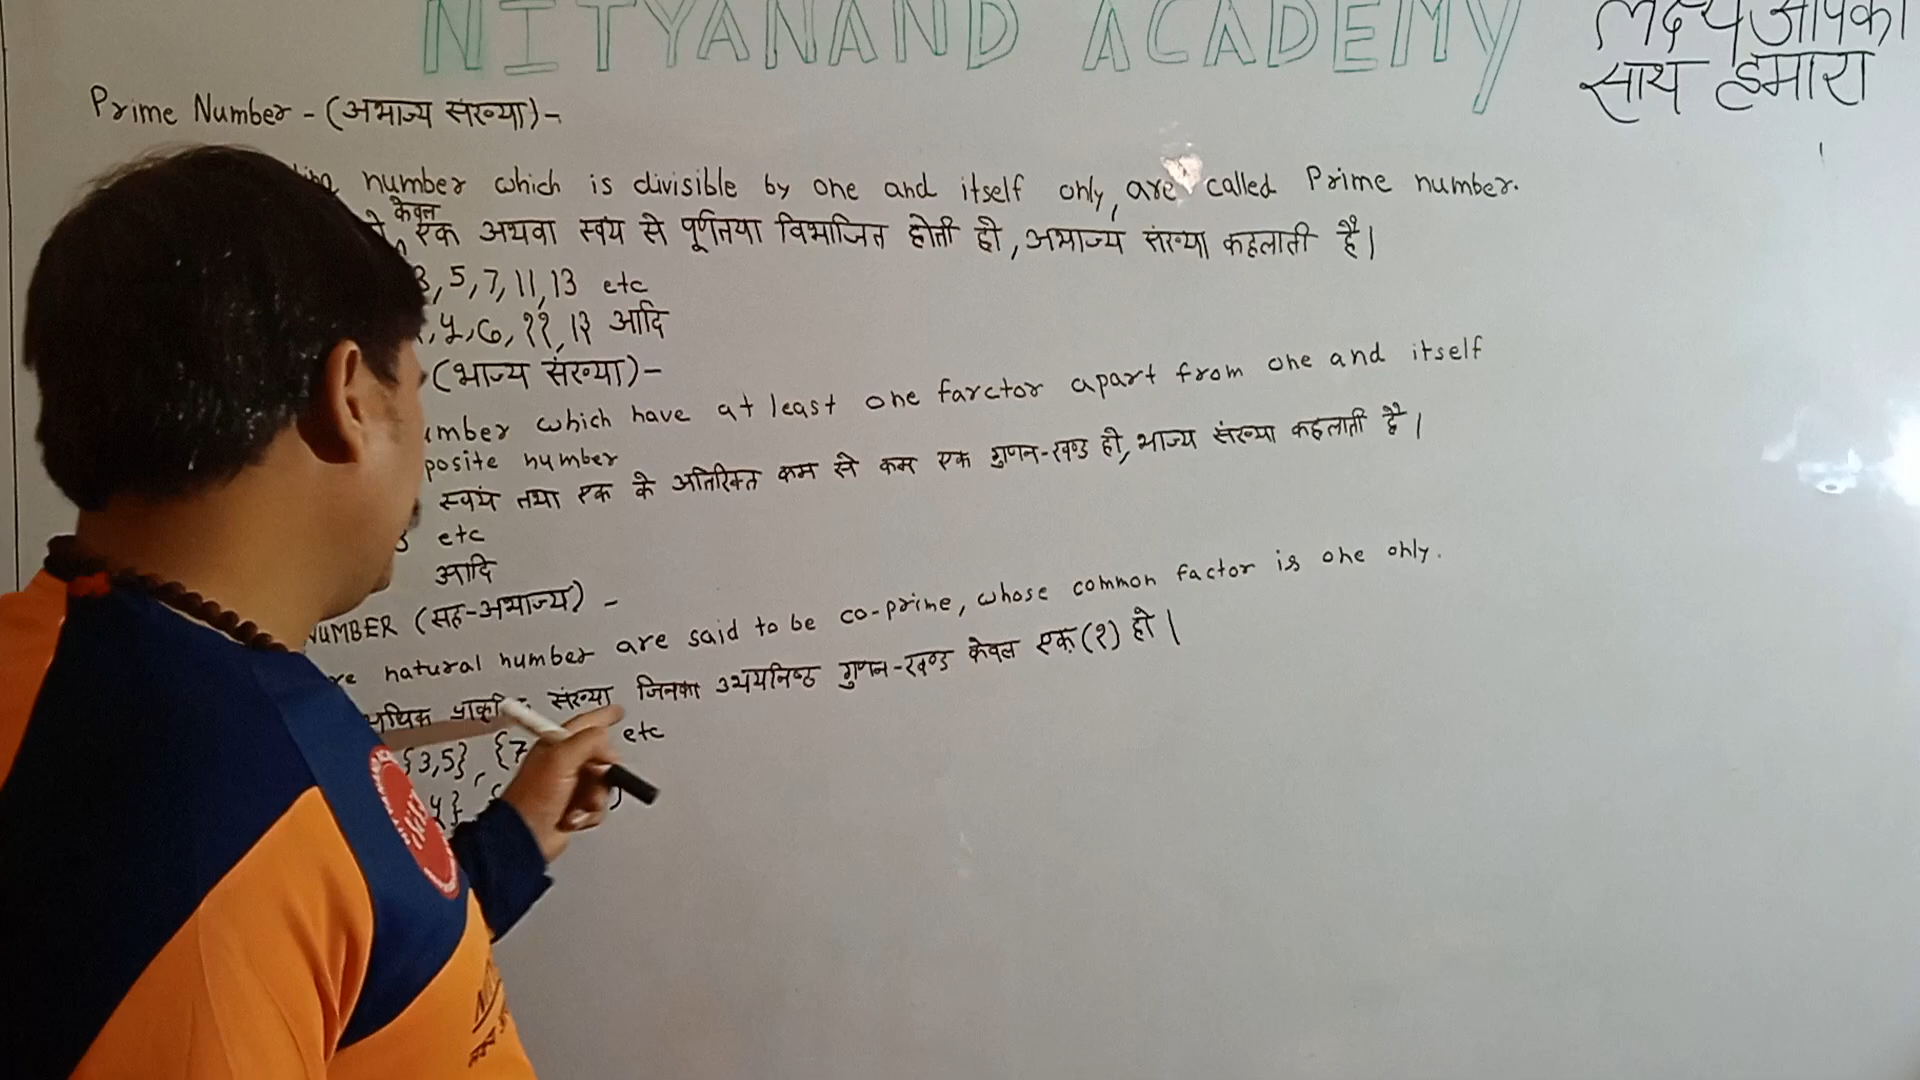 NITYANAND ACADEMY
लक्ष्य आपका
साथ हमारा
Prime Number - (अभाज्य संख्या) -
number which is divisible by one and itself only, are called Prime number.
केवल
एक अथवा स्वयं से पूर्णतया विभाजित होती हो, अभाज्य संख्या कहलाती है।
3, 5, 7, 11, 13 etc
, ५, ७, ११, १३ आदि
(भाज्य संख्या) -
umber which have at least one farctor apart from one and itself
posite number
स्वयं तथा एक के अतिरिक्त कम से कम एक गुणन-खण्ड हो, भाज्य संख्या कहलाती है।
etc
आदि
NUMBER (सह-अभाज्य) -
re natural number are said to be co-prime, whose common factor is one only.
संख्या जिनका उभयनिष्ठ गुणन-खण्ड केवल एक (१) हो।
{3,5}, {7 etc
५}